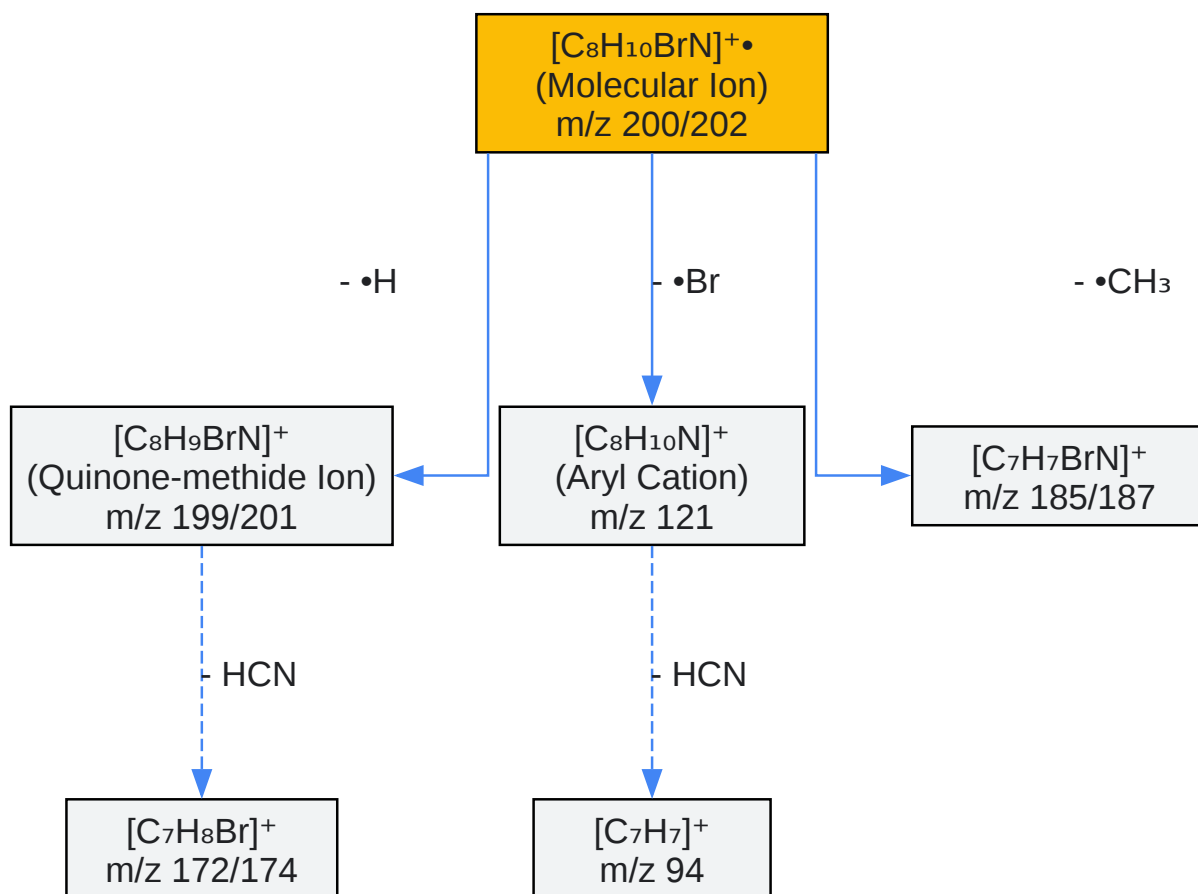 [C₈H₁₀BrN]⁺•
(Molecular Ion)
m/z 200/202
- •H
- •Br
- •CH₃
[C₈H₉BrN]⁺
(Quinone-methide Ion)
m/z 199/201
[C₈H₁₀N]⁺
(Aryl Cation)
m/z 121
[C₇H₇BrN]⁺
m/z 185/187
- HCN
- HCN
[C₇H₈Br]⁺
m/z 172/174
[C₇H₇]⁺
m/z 94